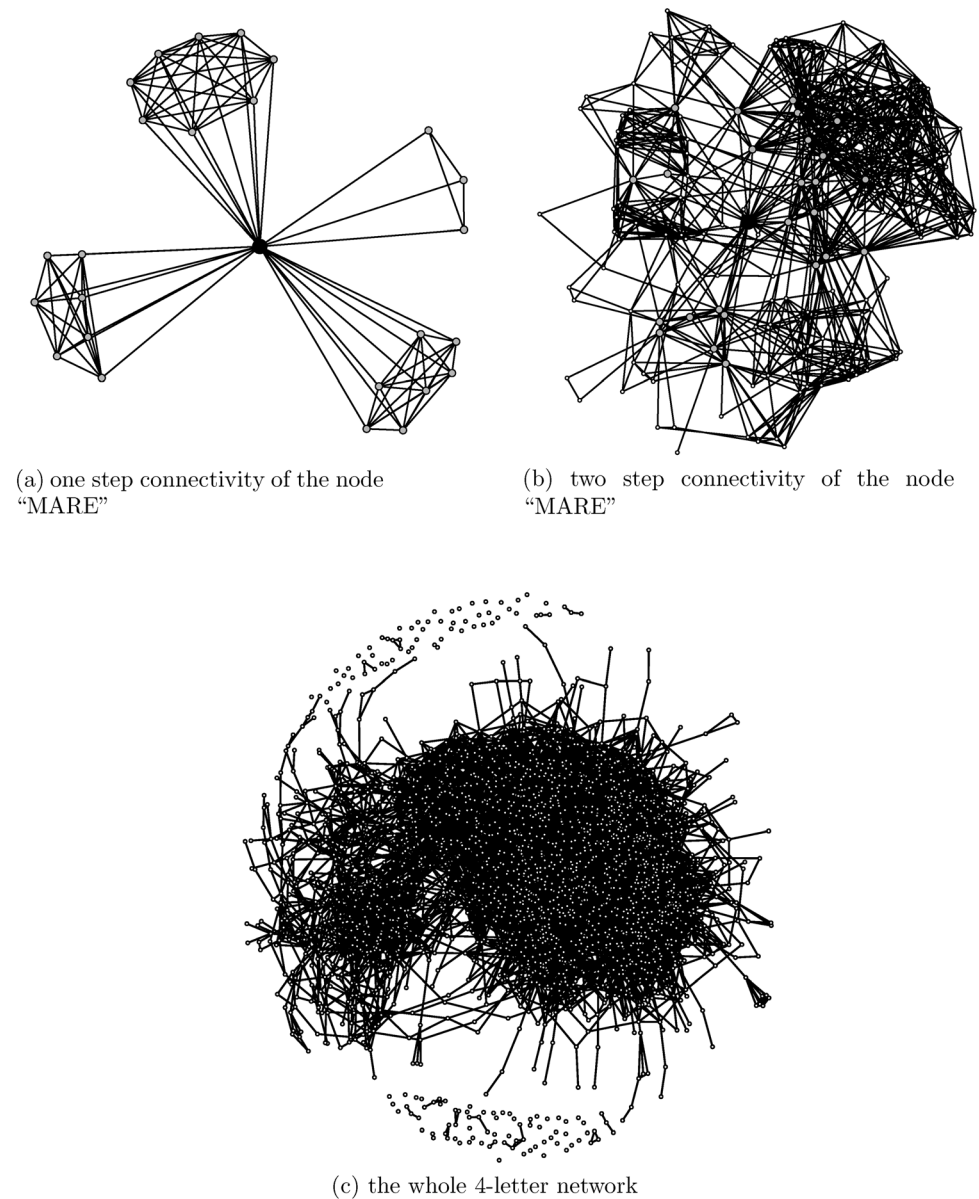 (a) one step connectivity of the node
“MARE”
(b) two step connectivity of the node
“MARE”
(c) the whole 4-letter network